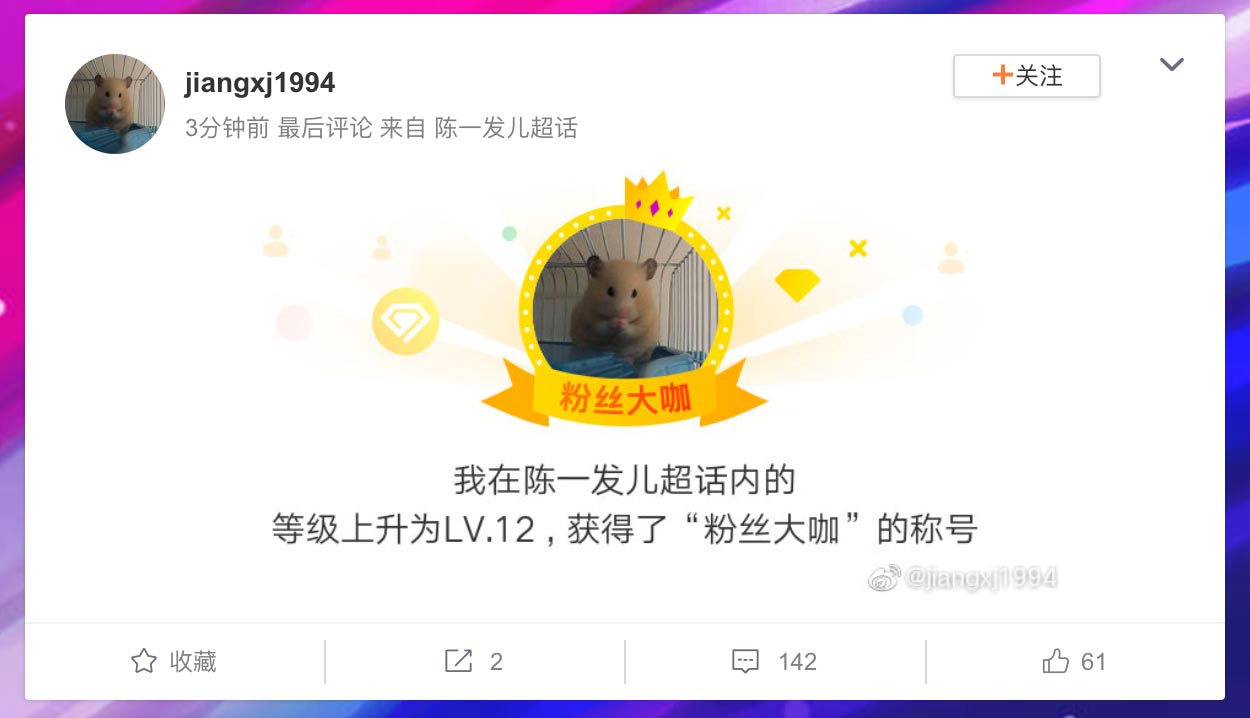 jiangxj1994
+关注
3分钟前 最后评论 来自 陈一发儿超话
粉丝大咖
我在陈一发儿超话内的
等级上升为LV.12，获得了“粉丝大咖”的称号
@jiangxj1994
收藏
2
142
61